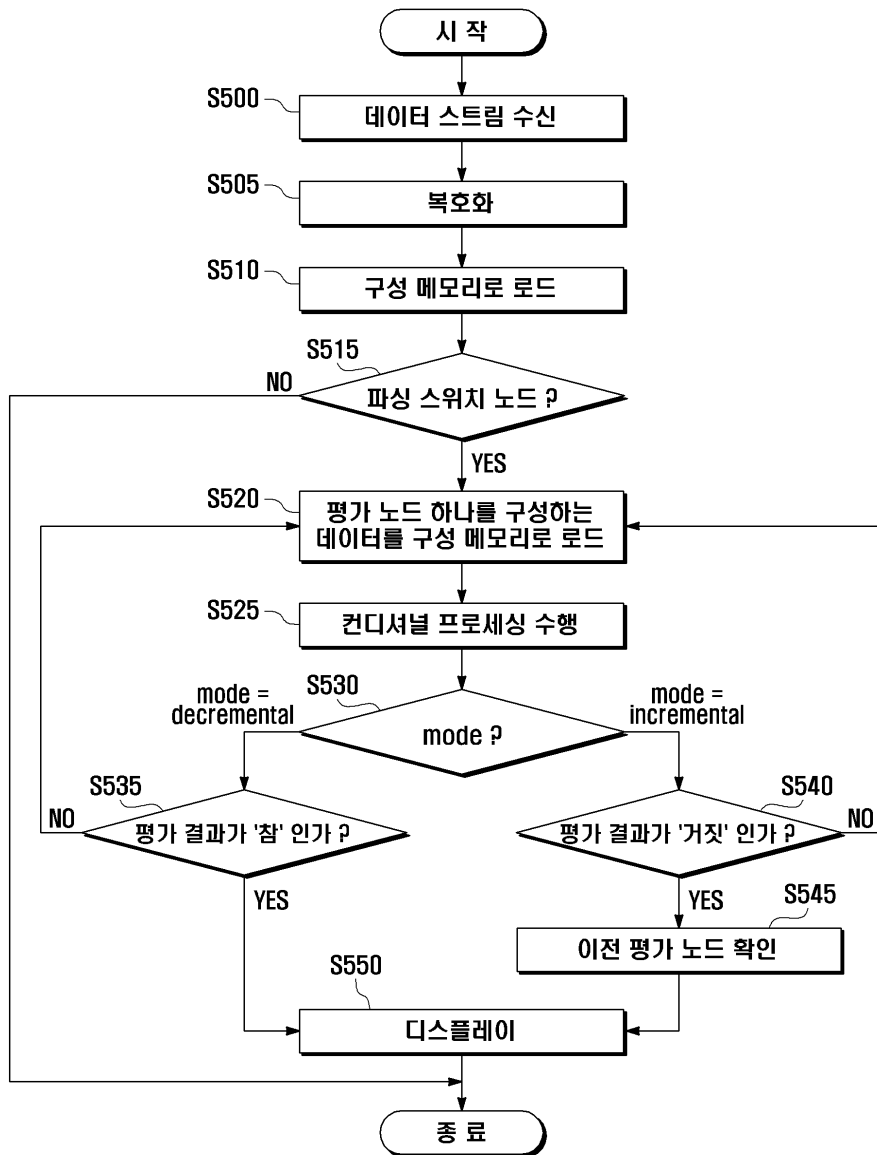 시 작
S500
데이터 스트림 수신
S505
복호화
S510
구성 메모리로 로드
S515
NO
파싱 스위치 노드 ?
YES
S520
평가 노드 하나를 구성하는
데이터를 구성 메모리로 로드
S525
컨디셔널 프로세싱 수행
mode =
decremental
S530
mode ?
mode =
incremental
S535
NO
평가 결과가 '참' 인가 ?
YES
S540
평가 결과가 '거짓' 인가 ?
NO
YES
S545
이전 평가 노드 확인
S550
디스플레이
종 료